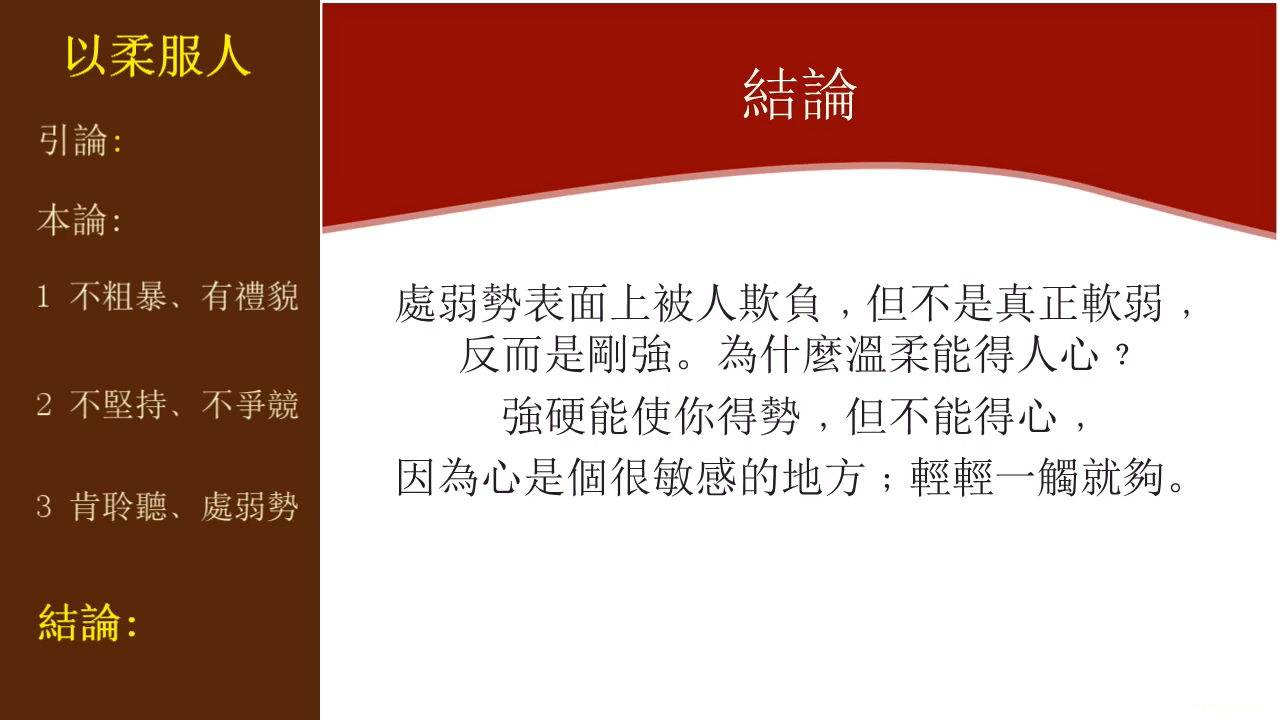 以柔服人
引論:
本論:
1 不粗暴、有禮貌
2 不堅持、不爭競
3 肯聆聽、處弱勢
結論:
結論
處弱勢表面上被人欺負，但不是真正軟弱，
反而是剛強。為什麼溫柔能得人心？
強硬能使你得勢，但不能得心，
因為心是個很敏感的地方；輕輕一觸就夠。